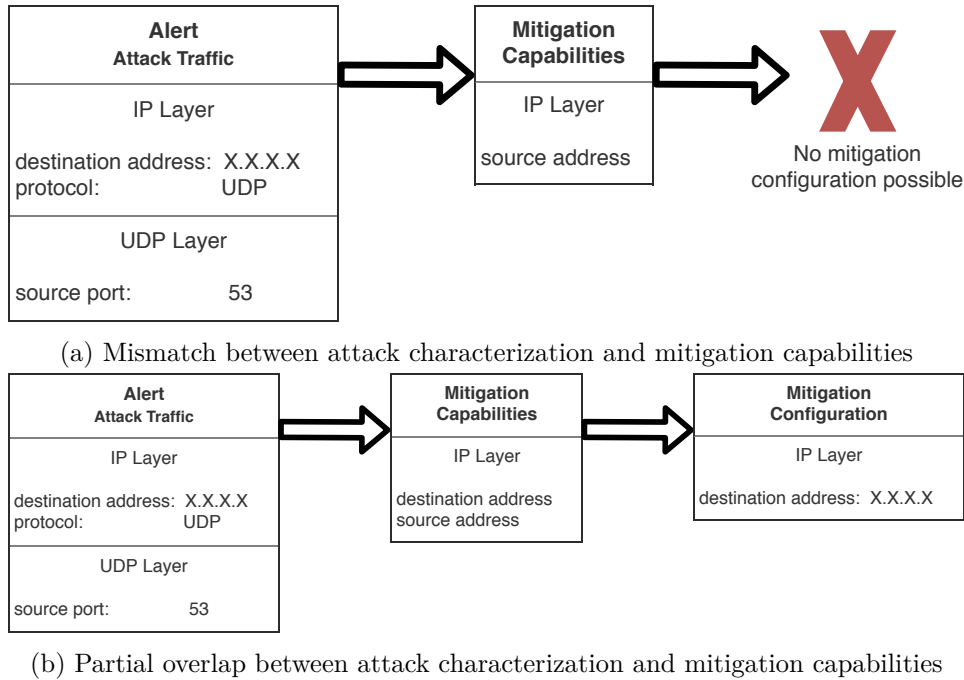 Alert
Attack Traffic
IP Layer
destination address: X.X.X.X
protocol: UDP
UDP Layer
source port: 53
Mitigation
Capabilities
IP Layer
source address
No mitigation
configuration possible
(a) Mismatch between attack characterization and mitigation capabilities
Alert
Attack Traffic
IP Layer
destination address: X.X.X.X
protocol: UDP
UDP Layer
source port: 53
Mitigation
Capabilities
IP Layer
destination address
source address
Mitigation
Configuration
IP Layer
destination address: X.X.X.X
(b) Partial overlap between attack characterization and mitigation capabilities